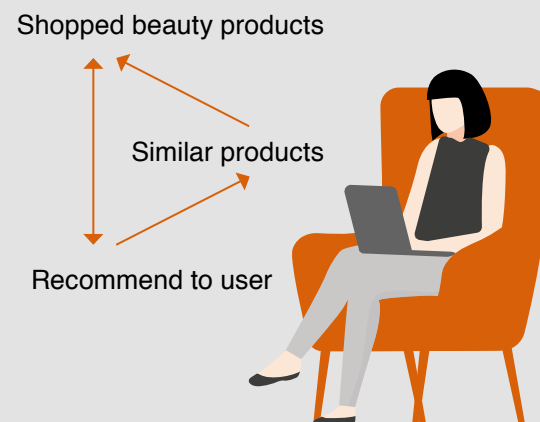 Shopped beauty products
Similar products
Recommend to user